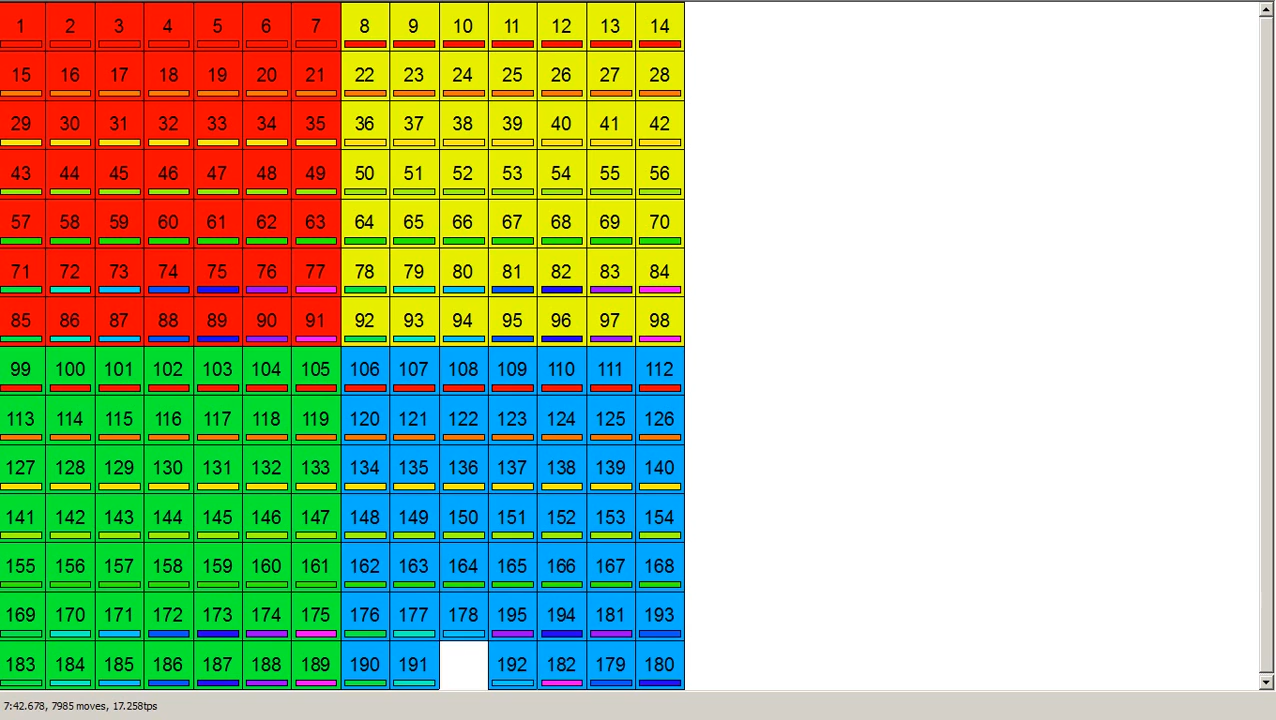 1 2 3 4 5 6 7 8 9 10 11 12 13 14
15 16 17 18 19 20 21 22 23 24 25 26 27 28
29 30 31 32 33 34 35 36 37 38 39 40 41 42
43 44 45 46 47 48 49 50 51 52 53 54 55 56
57 58 59 60 61 62 63 64 65 66 67 68 69 70
71 72 73 74 75 76 77 78 79 80 81 82 83 84
85 86 87 88 89 90 91 92 93 94 95 96 97 98
99 100 101 102 103 104 105 106 107 108 109 110 111 112
113 114 115 116 117 118 119 120 121 122 123 124 125 126
127 128 129 130 131 132 133 134 135 136 137 138 139 140
141 142 143 144 145 146 147 148 149 150 151 152 153 154
155 156 157 158 159 160 161 162 163 164 165 166 167 168
169 170 171 172 173 174 175 176 177 178 195 194 181 193
183 184 185 186 187 188 189 190 191 192 182 179 180
7:42.678, 7985 moves, 17.258tps